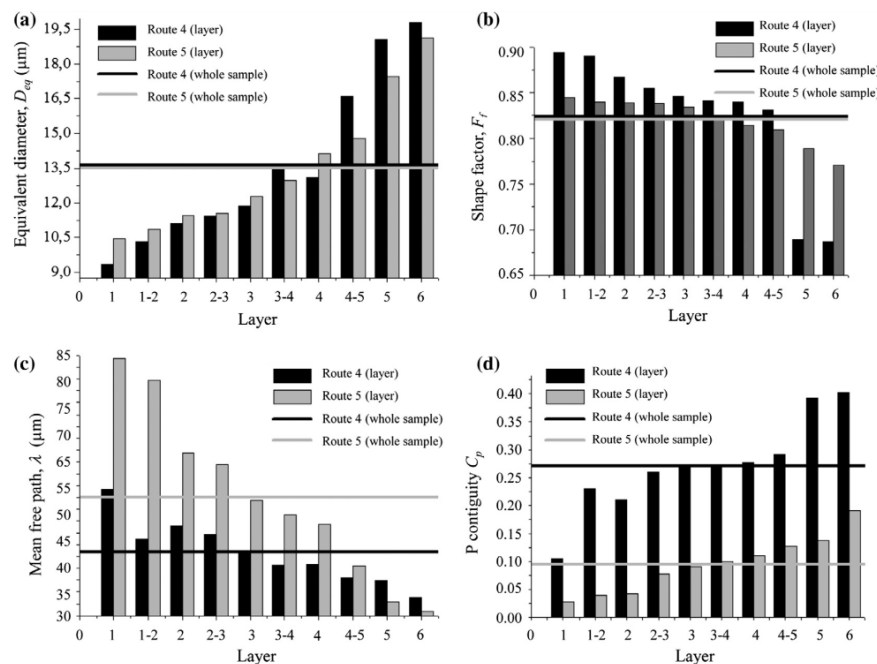 (a)
19,5
18,0
16,5
15,0
13,5
12,0
10,5
9,0
Equivalent diameter, D_eq (μm)
Route 4 (layer)
Route 5 (layer)
Route 4 (whole sample)
Route 5 (whole sample)
0 1 1-2 2 2-3 3 3-4 4 4-5 5 6
Layer
(b)
0.90
0.85
0.82
0.75
0.70
0.65
Shape factor, F_f
Route 4 (layer)
Route 5 (layer)
Route 4 (whole sample)
Route 5 (whole sample)
0 1 1-2 2 2-3 3 3-4 4 4-5 5 6
Layer
(c)
85
80
75
70
65
55
50
45
40
35
30
Mean free path, λ (μm)
Route 4 (layer)
Route 5 (layer)
Route 4 (whole sample)
Route 5 (whole sample)
0 1 1-2 2 2-3 3 3-4 4 4-5 5 6
Layer
(d)
0.40
0.35
0.30
0.25
0.10
0.15
0.10
0.05
0.00
P contiguity C_p
Route 4 (layer)
Route 5 (layer)
Route 4 (whole sample)
Route 5 (whole sample)
0 1 1-2 2 2-3 3 3-4 4 4-5 5 6
Layer